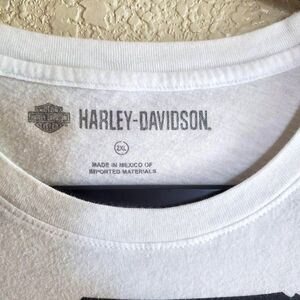 HARLEY-DAVIDSON
2XL
MADE IN MEXICO OF
IMPORTED MATERIALS